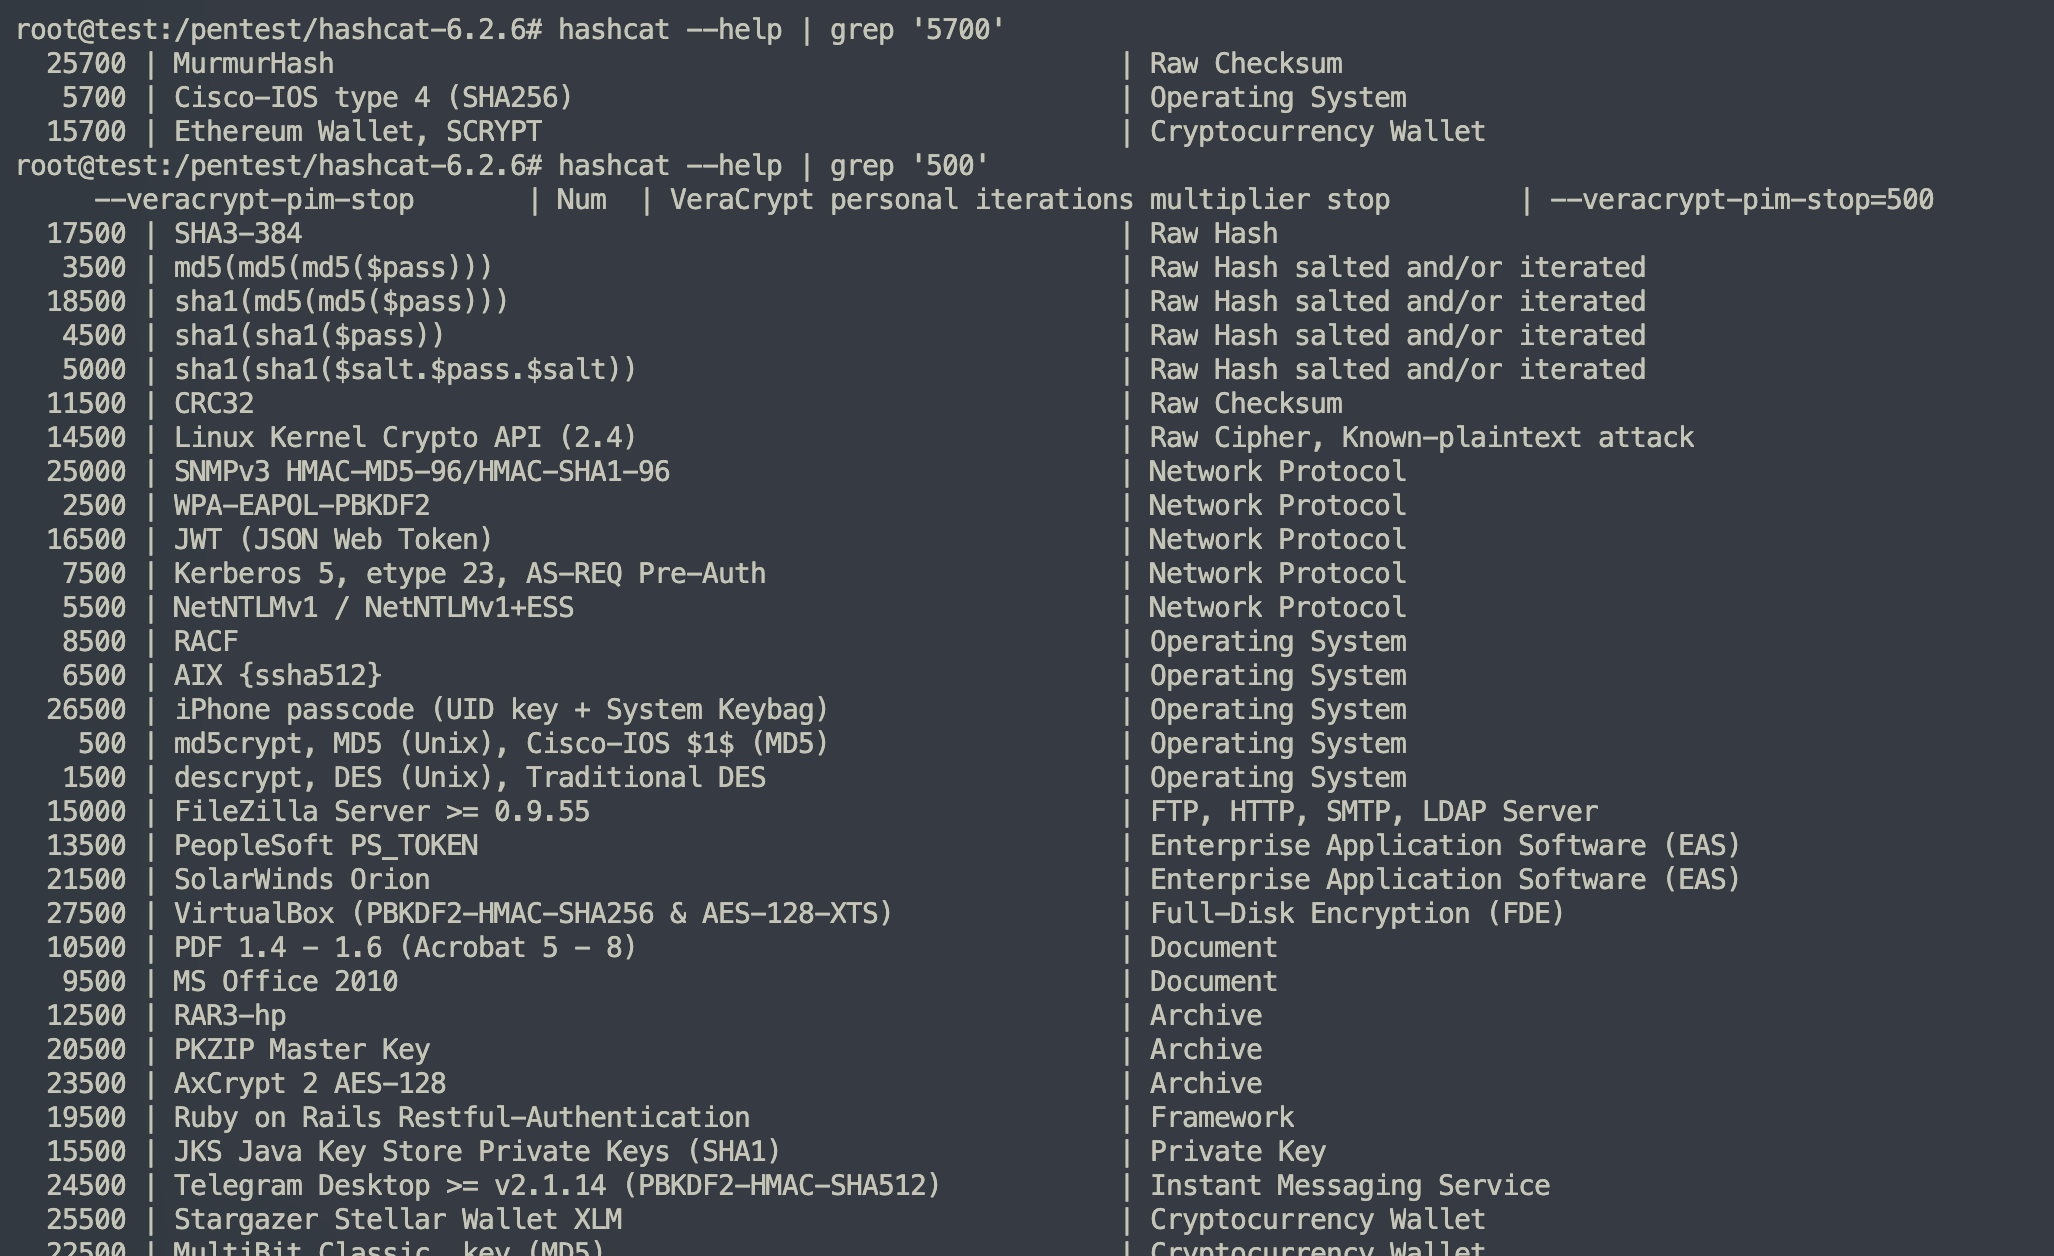 root@test:/pentest/hashcat-6.2.6# hashcat --help | grep '5700'
  25700 | MurmurHash                                                 | Raw Checksum
   5700 | Cisco-IOS type 4 (SHA256)                                  | Operating System
  15700 | Ethereum Wallet, SCRYPT                                    | Cryptocurrency Wallet
root@test:/pentest/hashcat-6.2.6# hashcat --help | grep '500'
     --veracrypt-pim-stop       | Num  | VeraCrypt personal iterations multiplier stop        | --veracrypt-pim-stop=500
  17500 | SHA3-384                                                   | Raw Hash
   3500 | md5(md5(md5($pass)))                                       | Raw Hash salted and/or iterated
  18500 | sha1(md5(md5($pass)))                                      | Raw Hash salted and/or iterated
   4500 | sha1(sha1($pass))                                          | Raw Hash salted and/or iterated
   5000 | sha1(sha1($salt.$pass.$salt))                              | Raw Hash salted and/or iterated
  11500 | CRC32                                                      | Raw Checksum
  14500 | Linux Kernel Crypto API (2.4)                              | Raw Cipher, Known-plaintext attack
  25000 | SNMPv3 HMAC-MD5-96/HMAC-SHA1-96                            | Network Protocol
   2500 | WPA-EAPOL-PBKDF2                                           | Network Protocol
  16500 | JWT (JSON Web Token)                                       | Network Protocol
   7500 | Kerberos 5, etype 23, AS-REQ Pre-Auth                      | Network Protocol
   5500 | NetNTLMv1 / NetNTLMv1+ESS                                  | Network Protocol
   8500 | RACF                                                       | Operating System
   6500 | AIX {ssha512}                                              | Operating System
  26500 | iPhone passcode (UID key + System Keybag)                  | Operating System
    500 | md5crypt, MD5 (Unix), Cisco-IOS $1$ (MD5)                  | Operating System
   1500 | descrypt, DES (Unix), Traditional DES                      | Operating System
  15000 | FileZilla Server >= 0.9.55                                 | FTP, HTTP, SMTP, LDAP Server
  13500 | PeopleSoft PS_TOKEN                                        | Enterprise Application Software (EAS)
  21500 | SolarWinds Orion                                           | Enterprise Application Software (EAS)
  27500 | VirtualBox (PBKDF2-HMAC-SHA256 & AES-128-XTS)              | Full-Disk Encryption (FDE)
  10500 | PDF 1.4 - 1.6 (Acrobat 5 - 8)                              | Document
   9500 | MS Office 2010                                             | Document
  12500 | RAR3-hp                                                    | Archive
  20500 | PKZIP Master Key                                           | Archive
  23500 | AxCrypt 2 AES-128                                          | Archive
  19500 | Ruby on Rails Restful-Authentication                       | Framework
  15500 | JKS Java Key Store Private Keys (SHA1)                     | Private Key
  24500 | Telegram Desktop >= v2.1.14 (PBKDF2-HMAC-SHA512)           | Instant Messaging Service
  25500 | Stargazer Stellar Wallet XLM                               | Cryptocurrency Wallet
  22500 | MultiBit Classic .key (MD5)                                | Cryptocurrency Wallet